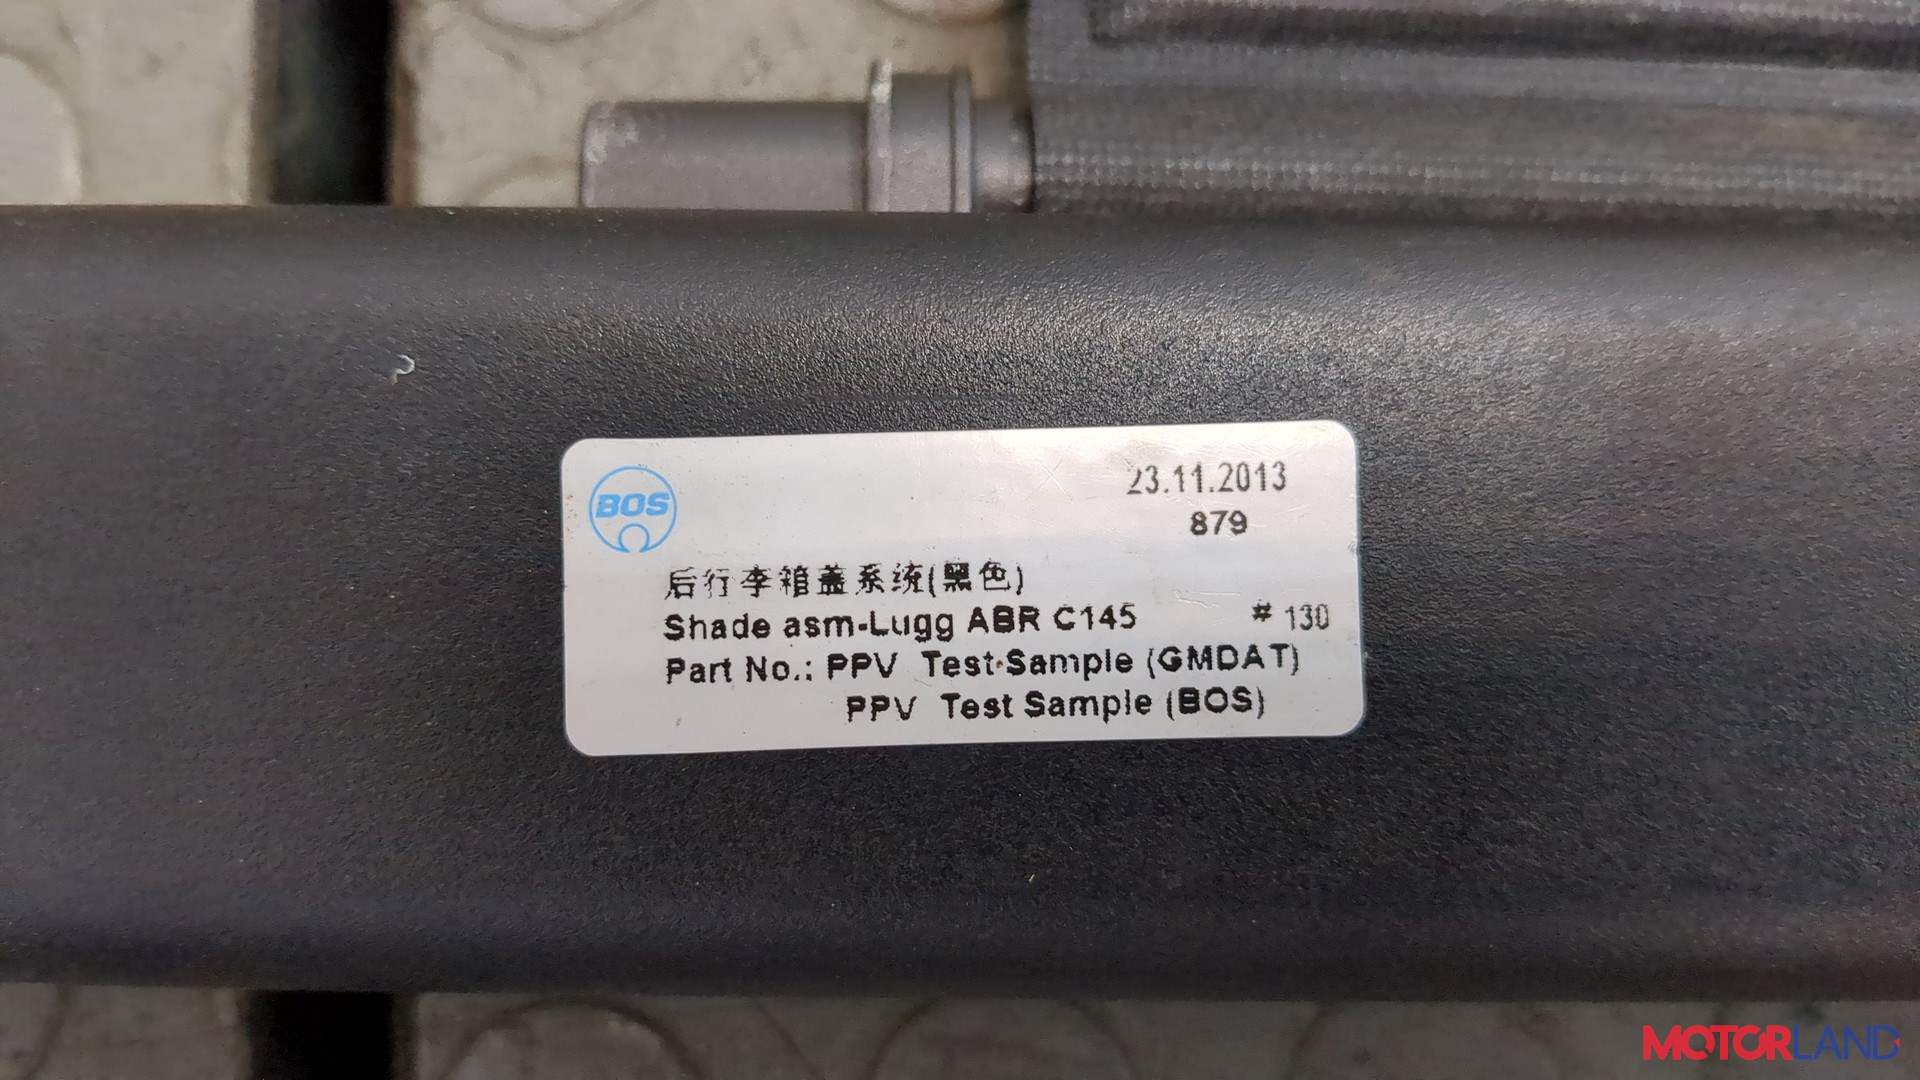 BOS
23.11.2013
879
后行李箱盖系统(黑色)
Shade asm-Lugg ABR C145 # 130
Part No.: PPV Test Sample (GMDAT)
PPV Test Sample (BOS)
MOTORLAND